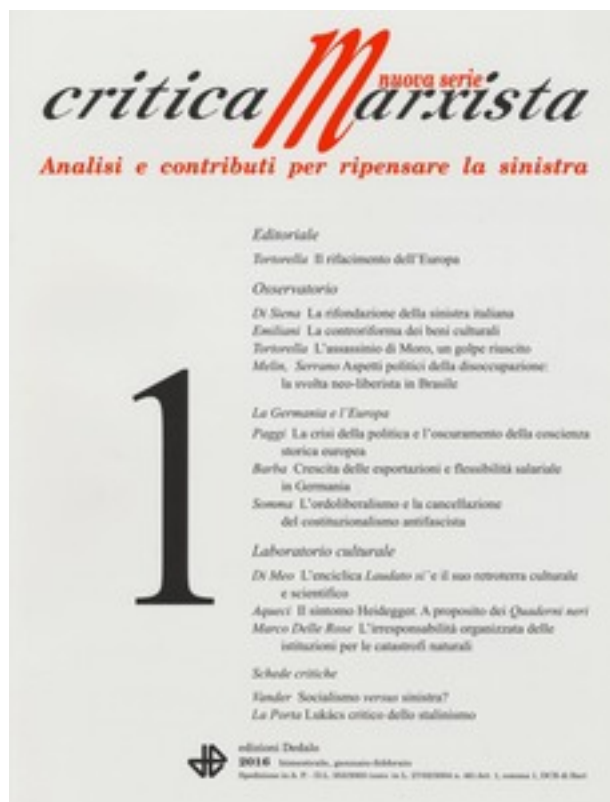 nuova serie
critica Marxista
Analisi e contributi per ripensare la sinistra
1
Editoriale
Tortorella Il rifacimento dell'Europa
Osservatorio
Di Siena La rifondazione della sinistra italiana
Emiliani La controriforma dei beni culturali
Tortorella L'assassinio di Moro, un golpe riuscito
Melin, Serrano Aspetti politici della disoccupazione:
la svolta neo-liberista in Brasile
La Germania e l'Europa
Paggi La crisi della politica e l'oscuramento della coscienza
storica europea
Barba Crescita delle esportazioni e flessibilità salariale
in Germania
Somma L'ordoliberalismo e la cancellazione
del costituzionalismo antifascista
Laboratorio culturale
Di Meo L'enciclica Laudato si' e il suo retroterra culturale
e scientifico
Aqueci Il sintomo Heidegger. A proposito dei Quaderni neri
Marco Delle Rose L'irresponsabilità organizzata delle
istituzioni per le catastrofi naturali
Schede critiche
Vander Socialismo versus sinistra?
La Porta Lukács critico dello stalinismo
edizioni Dedalo
2016 bimestrale, gennaio-febbraio
Spedizione in A. P. - D.L.